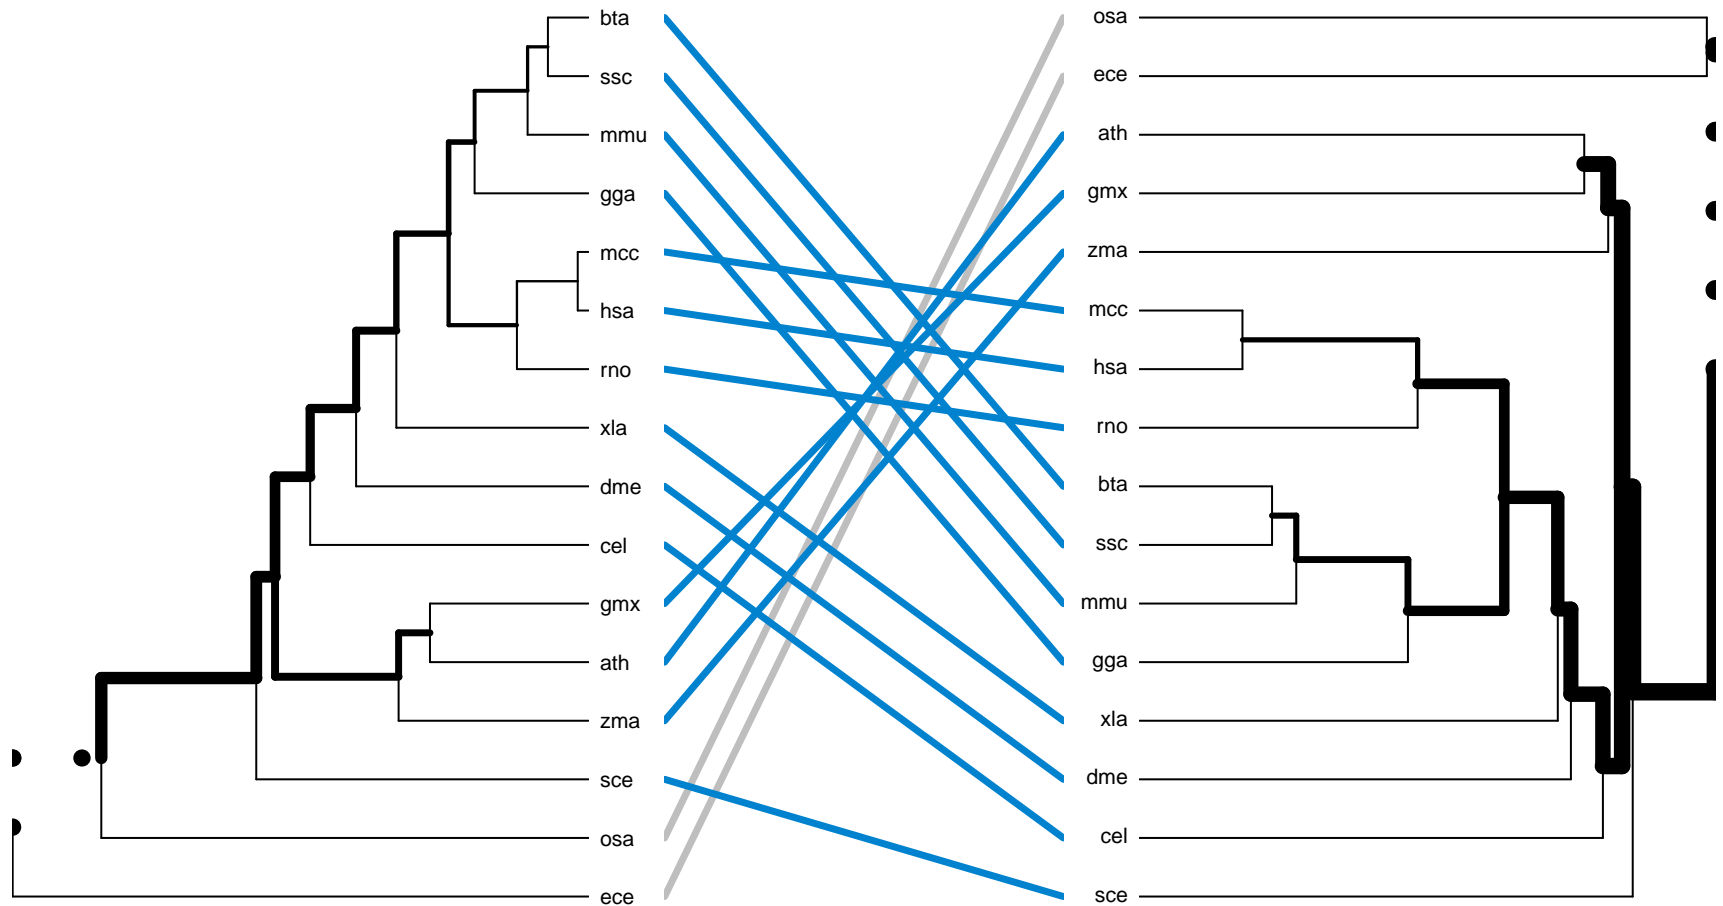 bta
ssc
mmu
gga
mcc
hsa
rno
xla
dme
cel
gmx
ath
zma
sce
osa
ece
osa
ece
ath
gmx
zma
mcc
hsa
rno
bta
ssc
mmu
gga
xla
dme
cel
sce